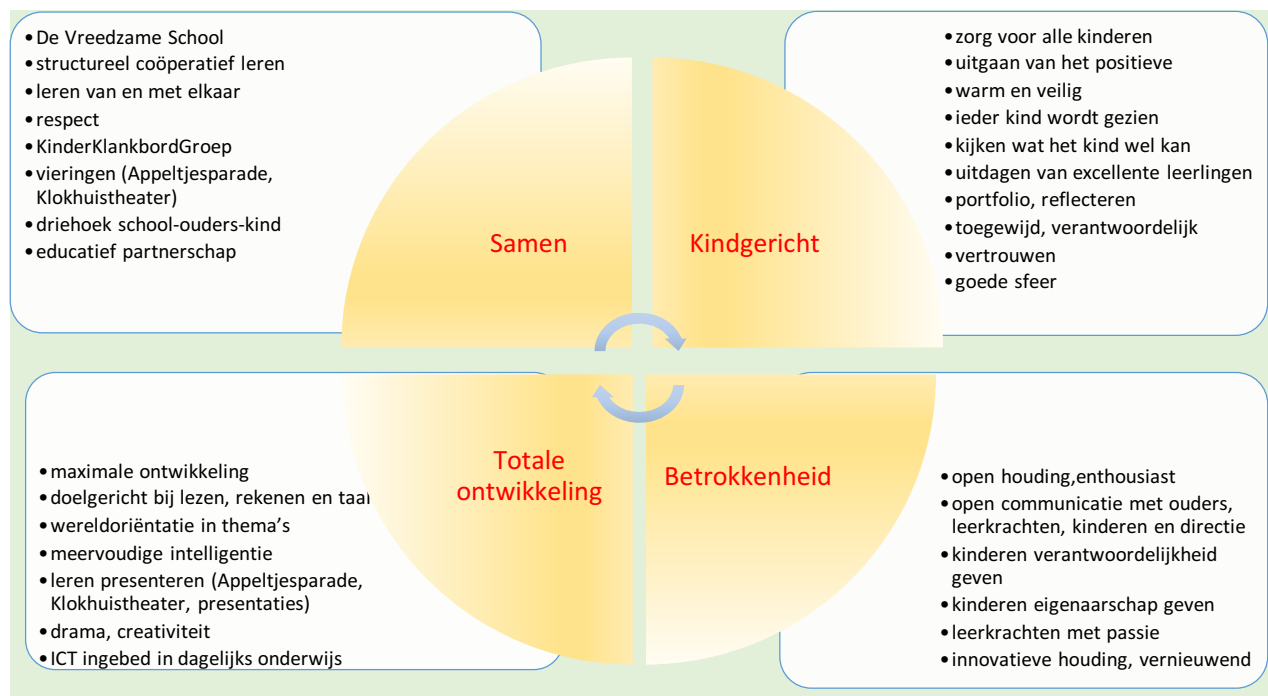 • De Vreedzame School
• structureel coöperatief leren
• leren van en met elkaar
• respect
• KinderKlankbordGroep
• vieringen (Appeltjesparade,
Klokhuistheater)
• driehoek school-ouders-kind
• educatief partnerschap
Samen
Kindgericht
• zorg voor alle kinderen
• uitgaan van het positieve
• warm en veilig
• ieder kind wordt gezien
• kijken wat het kind wel kan
• uitdagen van excellente leerlingen
• portfolio, reflecteren
• toegewijd, verantwoordelijk
• vertrouwen
• goede sfeer
• maximale ontwikkeling
• doelgericht bij lezen, rekenen en taal
• wereldoriëntatie in thema's
• meervoudige intelligentie
• leren presenteren (Appeltjesparade,
Klokhuistheater, presentaties)
• drama, creativiteit
• ICT ingebed in dagelijks onderwijs
Totale
ontwikkeling
Betrokkenheid
• open houding,enthousiast
• open communicatie met ouders,
leerkrachten, kinderen en directie
• kinderen verantwoordelijkheid
geven
• kinderen eigenaarschap geven
• leerkrachten met passie
• innovatieve houding, vernieuwend